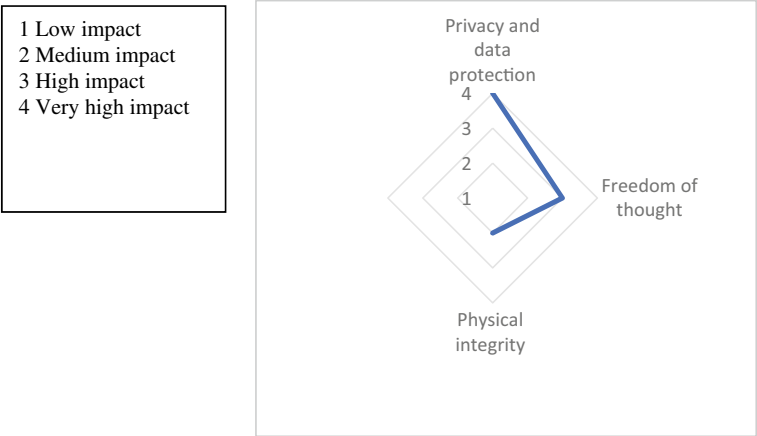 1 Low impact
2 Medium impact
3 High impact
4 Very high impact
Privacy and
data
protection
4
3
2
1
Freedom of
thought
Physical
integrity